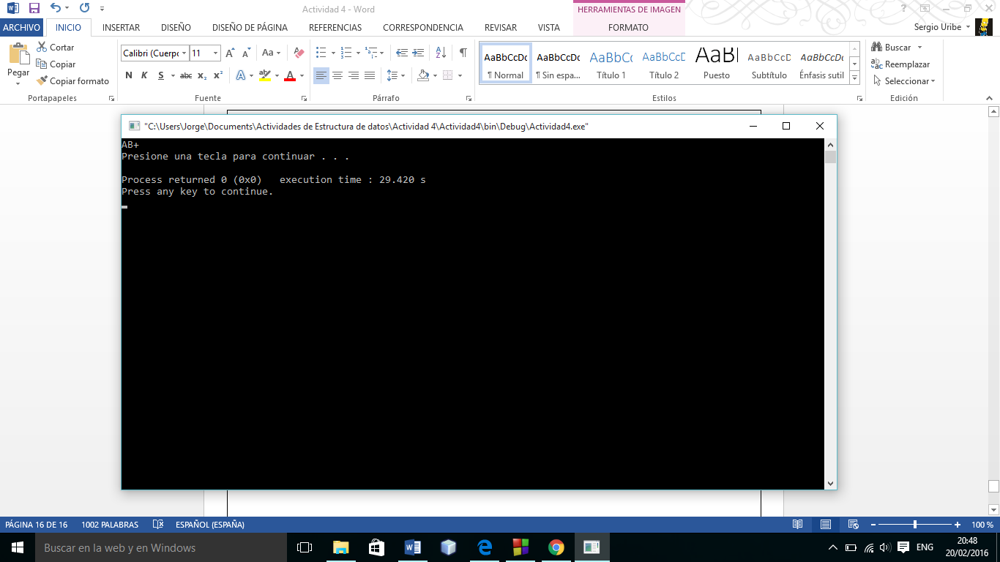 Actividad 4 - Word
HERRAMIENTAS DE IMAGEN
?
ARCHIVO INICIO INSERTAR DISEÑO DISEÑO DE PÁGINA REFERENCIAS CORRESPONDENCIA REVISAR VISTA FORMATO Sergio Uribe
Pegar
Cortar
Copiar
Copiar formato
Portapapeles
Calibri (Cuerpo 11
A A Aa
N K S abc x₂ x² A aby A
Fuente
Párrafo
AaBbCcDc AaBbCcDc AaBbCc AaBbCcD AaBl AaBbCcD AaBbCcDc
¶ Normal ¶ Sin espa... Título 1 Título 2 Puesto Subtítulo Énfasis sutil
Estilos
Buscar
Reemplazar
Seleccionar
Edición
"C:\Users\Jorge\Documents\Actividades de Estructura de datos\Actividad 4\Actividad4\bin\Debug\Actividad4.exe"
AB+
Presione una tecla para continuar . . .
Process returned 0 (0x0)   execution time : 29.420 s
Press any key to continue.
PÁGINA 16 DE 16 1002 PALABRAS ESPAÑOL (ESPAÑA) 100 %
Buscar en la web y en Windows
ENG
20:48
20/02/2016